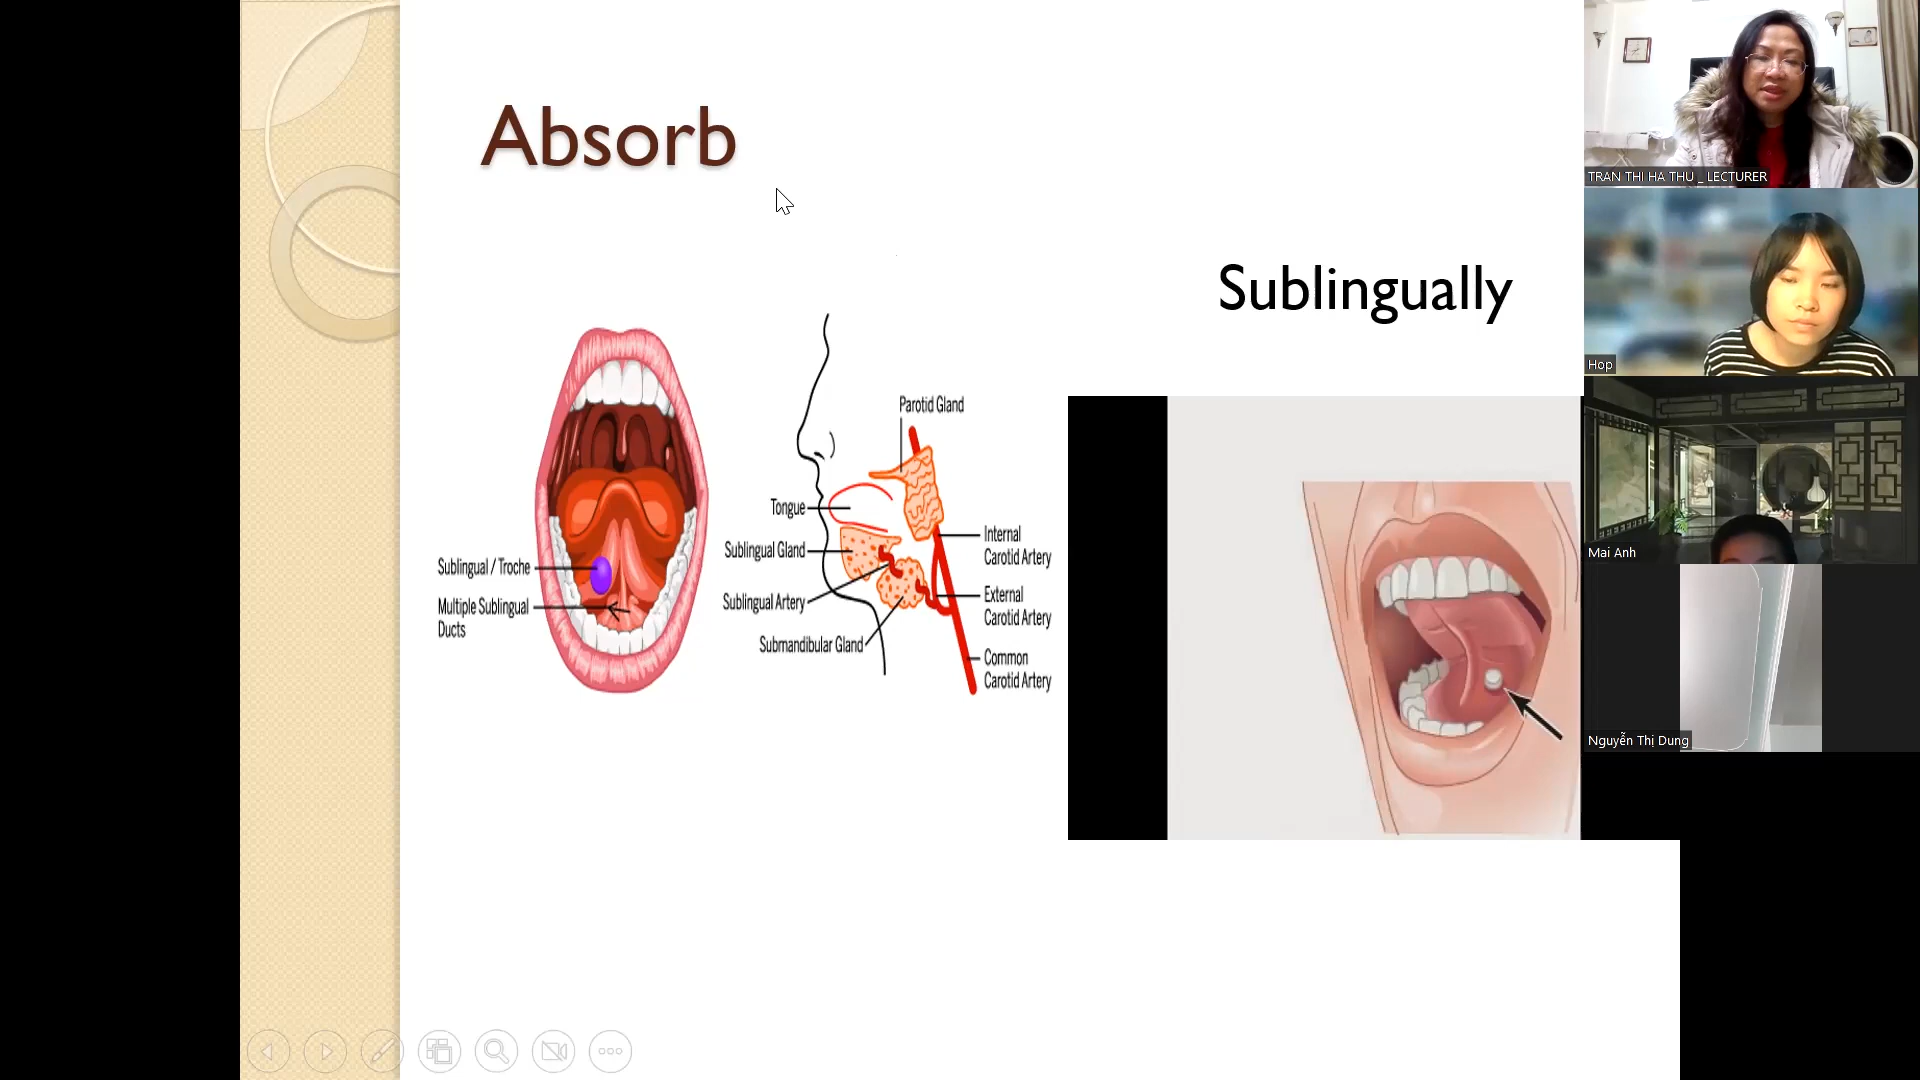 Absorb
Sublingually
Sublingual / Troche
Multiple Sublingual
Ducts
Parotid Gland
Tongue
Sublingual Gland
Sublingual Artery
Submandibular Gland
Internal
Carotid Artery
External
Carotid Artery
Common
Carotid Artery
TRAN THI HA THU _ LECTURER
Hop
Mai Anh
Nguyễn Thị Dung